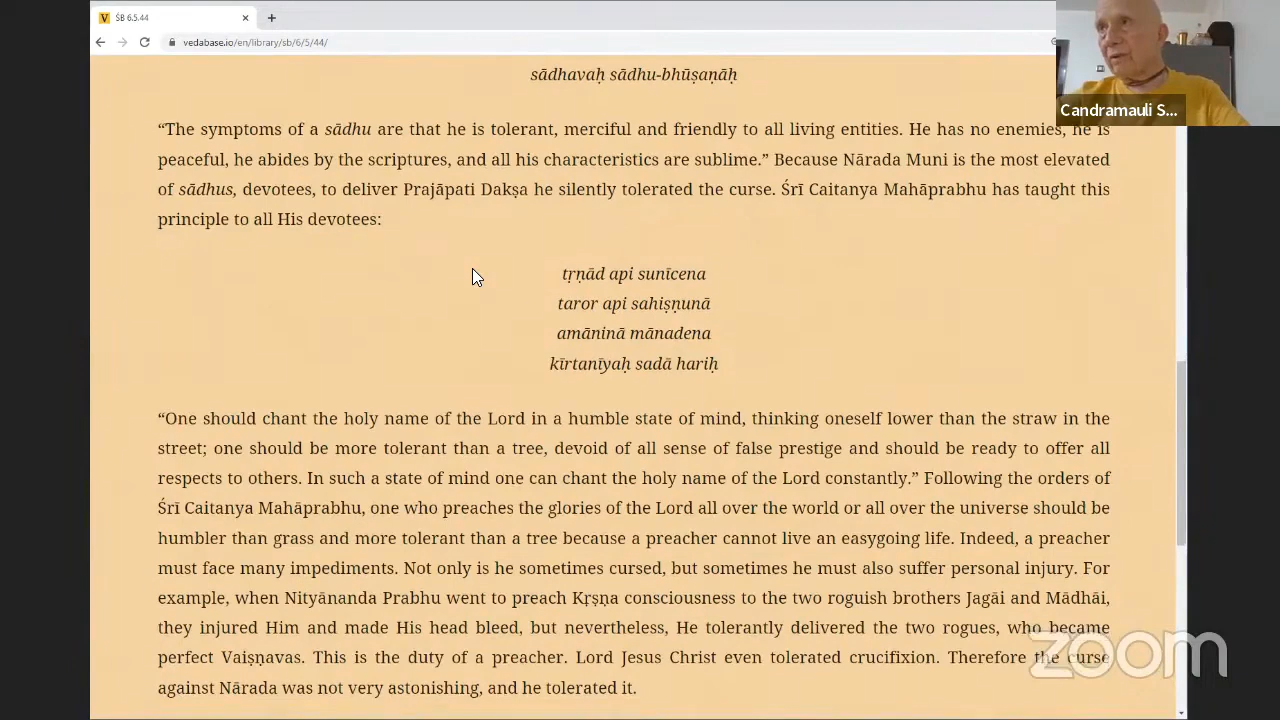 ŚB 6.5.44
vedabase.io/en/library/sb/6/5/44/
sādhavaḥ sādhu-bhūṣaṇāḥ
Candramauli S...
“The symptoms of a sādhu are that he is tolerant, merciful and friendly to all living entities. He has no enemies, he is
peaceful, he abides by the scriptures, and all his characteristics are sublime.” Because Nārada Muni is the most elevated
of sādhus, devotees, to deliver Prajāpati Dakṣa he silently tolerated the curse. Śrī Caitanya Mahāprabhu has taught this
principle to all His devotees:
tṛṇād api sunīcena
taror api sahiṣṇunā
amāninā mānadena
kīrtanīyaḥ sadā hariḥ
“One should chant the holy name of the Lord in a humble state of mind, thinking oneself lower than the straw in the
street; one should be more tolerant than a tree, devoid of all sense of false prestige and should be ready to offer all
respects to others. In such a state of mind one can chant the holy name of the Lord constantly.” Following the orders of
Śrī Caitanya Mahāprabhu, one who preaches the glories of the Lord all over the world or all over the universe should be
humbler than grass and more tolerant than a tree because a preacher cannot live an easygoing life. Indeed, a preacher
must face many impediments. Not only is he sometimes cursed, but sometimes he must also suffer personal injury. For
example, when Nityānanda Prabhu went to preach Kṛṣṇa consciousness to the two roguish brothers Jagāi and Mādhāi,
they injured Him and made His head bleed, but nevertheless, He tolerantly delivered the two rogues, who became
perfect Vaiṣṇavas. This is the duty of a preacher. Lord Jesus Christ even tolerated crucifixion. Therefore the curse
against Nārada was not very astonishing, and he tolerated it.
zoom